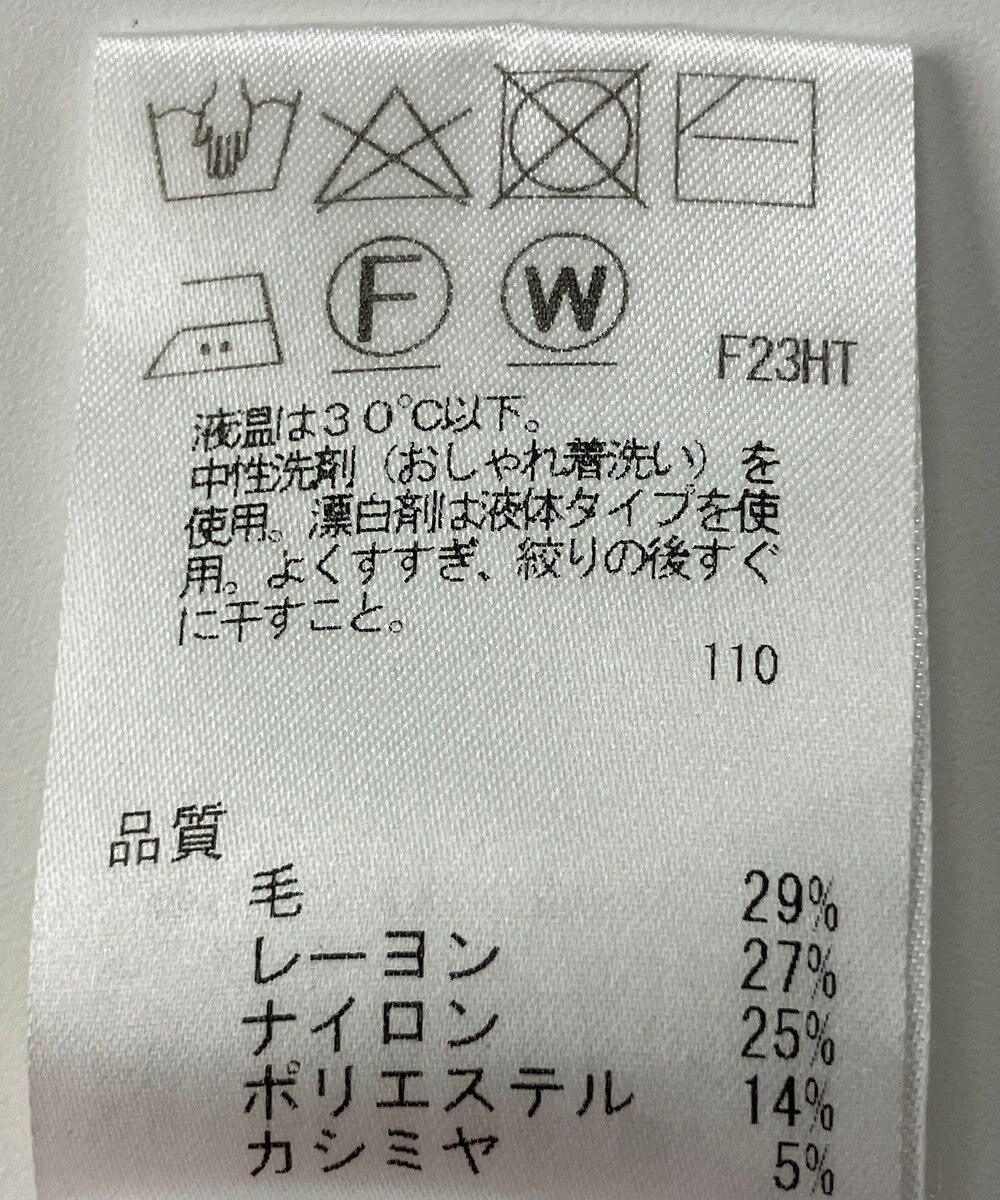 F
W
F23HT
液温は30℃以下。
中性洗剤（おしゃれ着洗い）を
使用。漂白剤は液体タイプを使
用。よくすすぎ、絞りの後すぐ
に干すこと。
110
品質
毛 29%
レーヨン 27%
ナイロン 25%
ポリエステル 14%
カシミヤ 5%